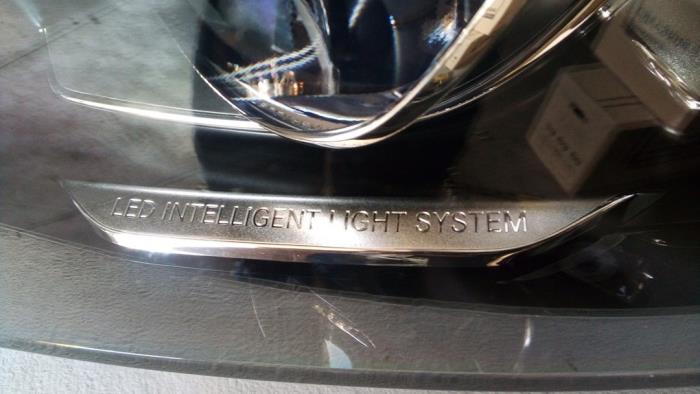 LED INTELLIGENT LIGHT SYSTEM